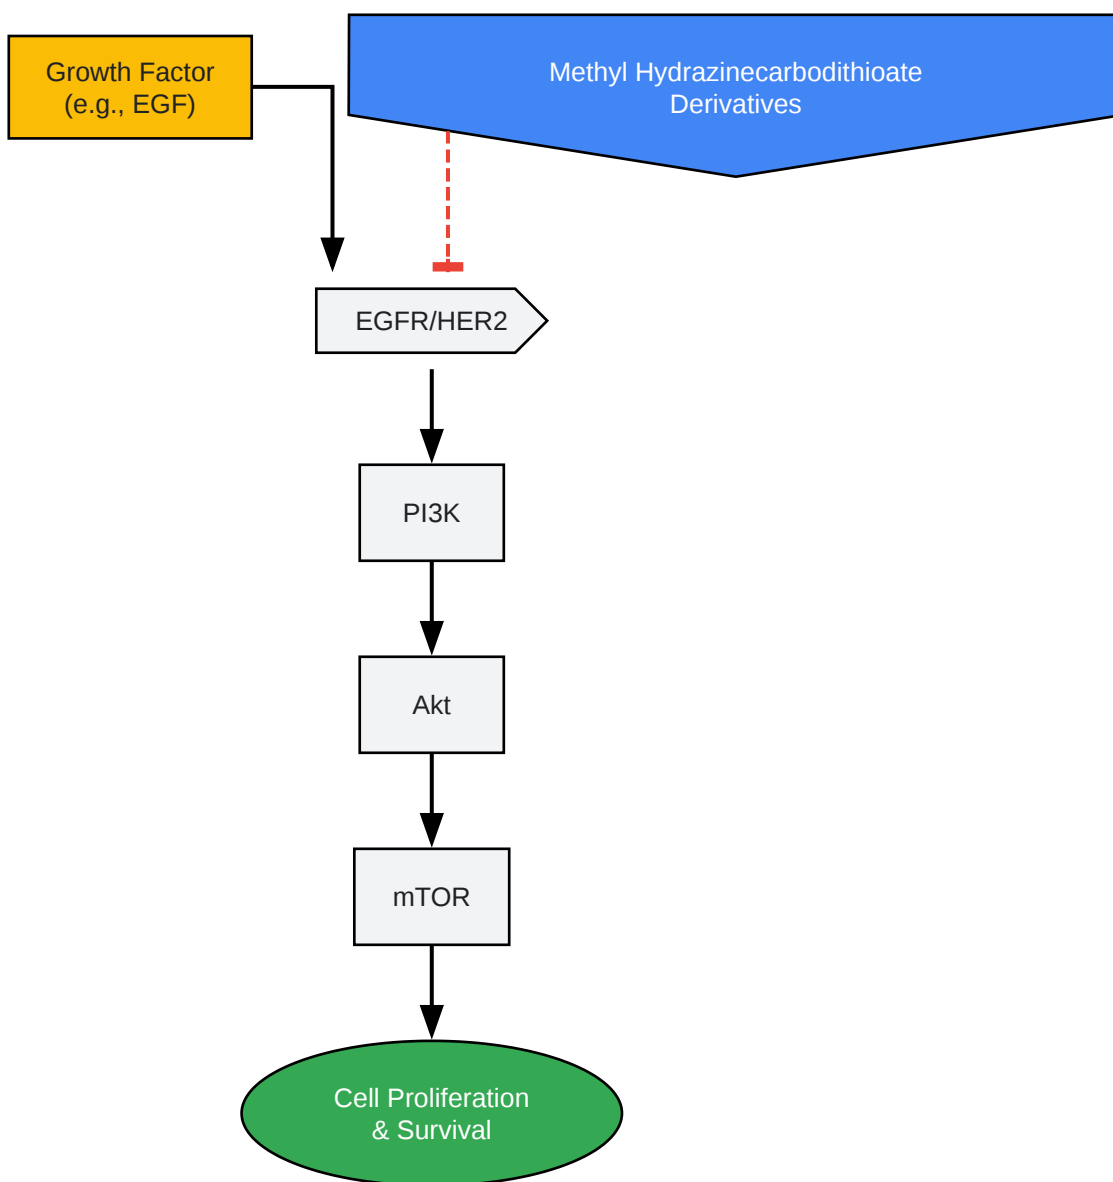 Growth Factor
(e.g., EGF)
Methyl Hydrazinecarbodithioate
Derivatives
EGFR/HER2
PI3K
Akt
mTOR
Cell Proliferation
& Survival